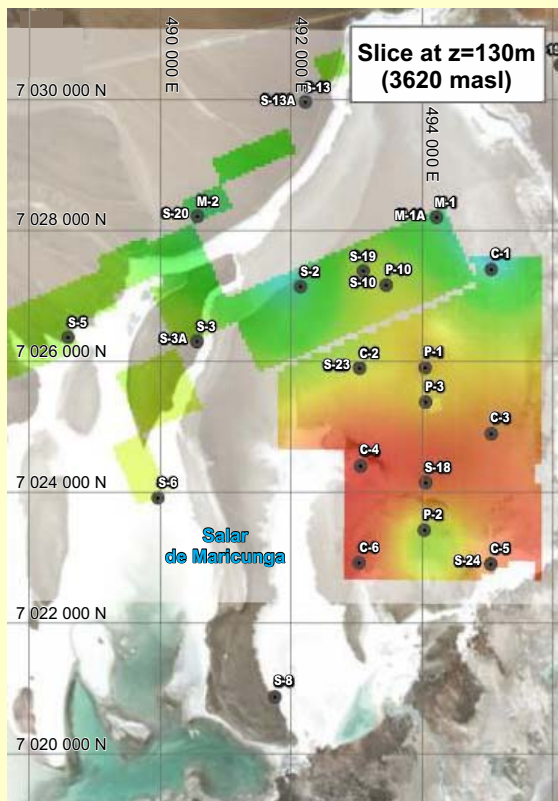 Slice at z=130m
(3620 masl)
490 000 E
492 000 E
494 000 E
7 030 000 N
S-13
S-13A
M-2
S-20
7 028 000 N
M-1
M-1A
S-19
C-1
S-2
S-10
P-10
S-5
S-3
S-3A
7 026 000 N
S-23
C-2
P-1
P-3
C-3
C-4
S-18
7 024 000 N
S-6
P-2
Salar
de Maricunga
C-6
S-24
C-5
7 022 000 N
S-8
7 020 000 N